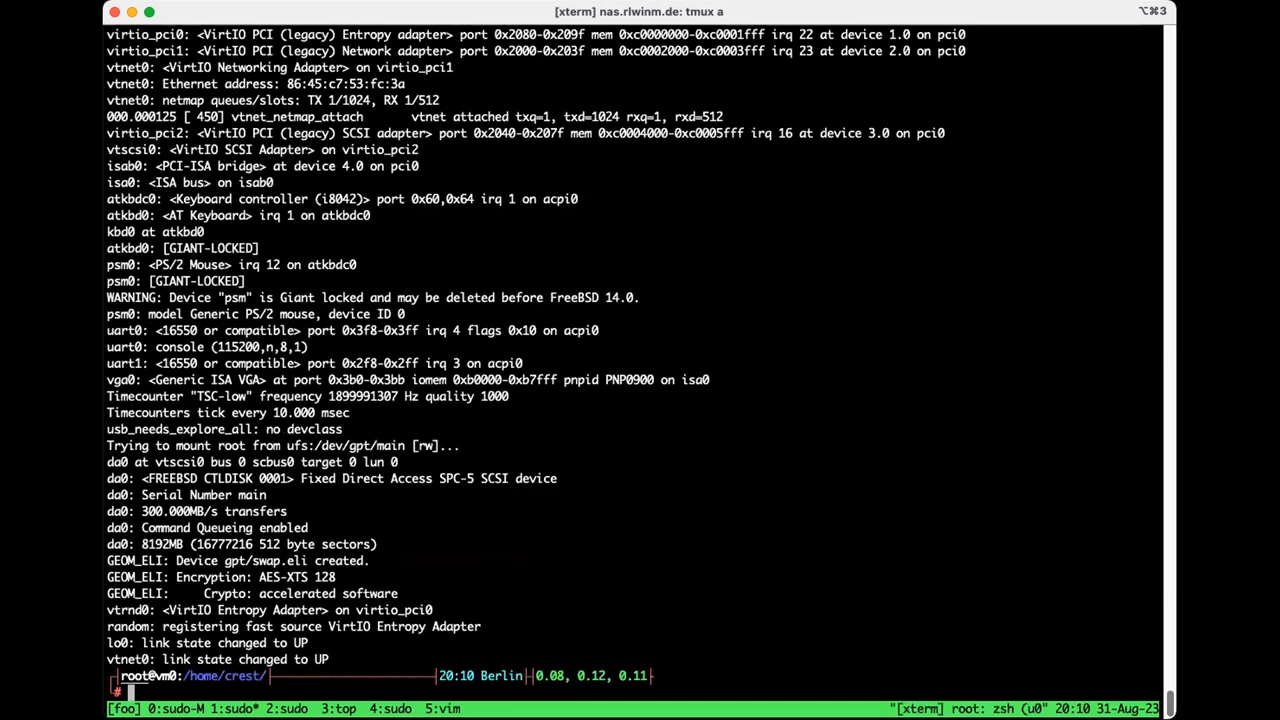 [xterm] nas.rlwinm.de: tmux a
⌥⌘3
virtio_pci0: <VirtIO PCI (legacy) Entropy adapter> port 0x2080-0x209f mem 0xc0000000-0xc0001fff irq 22 at device 1.0 on pci0
virtio_pci1: <VirtIO PCI (legacy) Network adapter> port 0x2000-0x203f mem 0xc0002000-0xc0003fff irq 23 at device 2.0 on pci0
vtnet0: <VirtIO Networking Adapter> on virtio_pci1
vtnet0: Ethernet address: 86:45:c7:53:fc:3a
vtnet0: netmap queues/slots: TX 1/1024, RX 1/512
000.000125 [ 450] vtnet_netmap_attach       vtnet attached txq=1, txd=1024 rxq=1, rxd=512
virtio_pci2: <VirtIO PCI (legacy) SCSI adapter> port 0x2040-0x207f mem 0xc0004000-0xc0005fff irq 16 at device 3.0 on pci0
vtscsi0: <VirtIO SCSI Adapter> on virtio_pci2
isab0: <PCI-ISA bridge> at device 4.0 on pci0
isa0: <ISA bus> on isab0
atkbdc0: <Keyboard controller (i8042)> port 0x60,0x64 irq 1 on acpi0
atkbd0: <AT Keyboard> irq 1 on atkbdc0
kbd0 at atkbd0
atkbd0: [GIANT-LOCKED]
psm0: <PS/2 Mouse> irq 12 on atkbdc0
psm0: [GIANT-LOCKED]
WARNING: Device "psm" is Giant locked and may be deleted before FreeBSD 14.0.
psm0: model Generic PS/2 mouse, device ID 0
uart0: <16550 or compatible> port 0x3f8-0x3ff irq 4 flags 0x10 on acpi0
uart0: console (115200,n,8,1)
uart1: <16550 or compatible> port 0x2f8-0x2ff irq 3 on acpi0
vga0: <Generic ISA VGA> at port 0x3b0-0x3bb iomem 0xb0000-0xb7fff pnpid PNP0900 on isa0
Timecounter "TSC-low" frequency 1899991307 Hz quality 1000
Timecounters tick every 10.000 msec
usb_needs_explore_all: no devclass
Trying to mount root from ufs:/dev/gpt/main [rw]...
da0 at vtscsi0 bus 0 scbus0 target 0 lun 0
da0: <FREEBSD CTLDISK 0001> Fixed Direct Access SPC-5 SCSI device
da0: Serial Number main
da0: 300.000MB/s transfers
da0: Command Queueing enabled
da0: 8192MB (16777216 512 byte sectors)
GEOM_ELI: Device gpt/swap.eli created.
GEOM_ELI: Encryption: AES-XTS 128
GEOM_ELI:     Crypto: accelerated software
vtrnd0: <VirtIO Entropy Adapter> on virtio_pci0
random: registering fast source VirtIO Entropy Adapter
lo0: link state changed to UP
vtnet0: link state changed to UP
root@vm0:/home/crest/ 20:10 Berlin 0.08, 0.12, 0.11
#
[foo] 0:sudo-M 1:sudo* 2:sudo  3:top  4:sudo  5:vim "[xterm] root: zsh (u0" 20:10 31-Aug-23